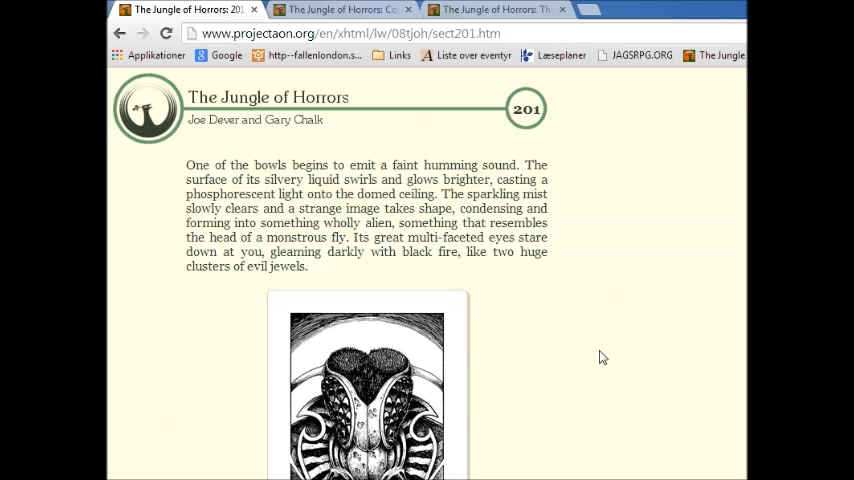 The Jungle of Horrors: 201
The Jungle of Horrors: Co
The Jungle of Horrors: Th
www.projectaon.org/en/xhtml/lw/08tjoh/sect201.htm
Applikationer
Google
http--fallenlondon.s...
Links
Liste over eventyr
Læseplaner
JAGSRPG.ORG
The Jungle
The Jungle of Horrors
201
Joe Dever and Gary Chalk
One of the bowls begins to emit a faint humming sound. The
surface of its silvery liquid swirls and glows brighter, casting a
phosphorescent light onto the domed ceiling. The sparkling mist
slowly clears and a strange image takes shape, condensing and
forming into something wholly alien, something that resembles
the head of a monstrous fly. Its great multi-faceted eyes stare
down at you, gleaming darkly with black fire, like two huge
clusters of evil jewels.